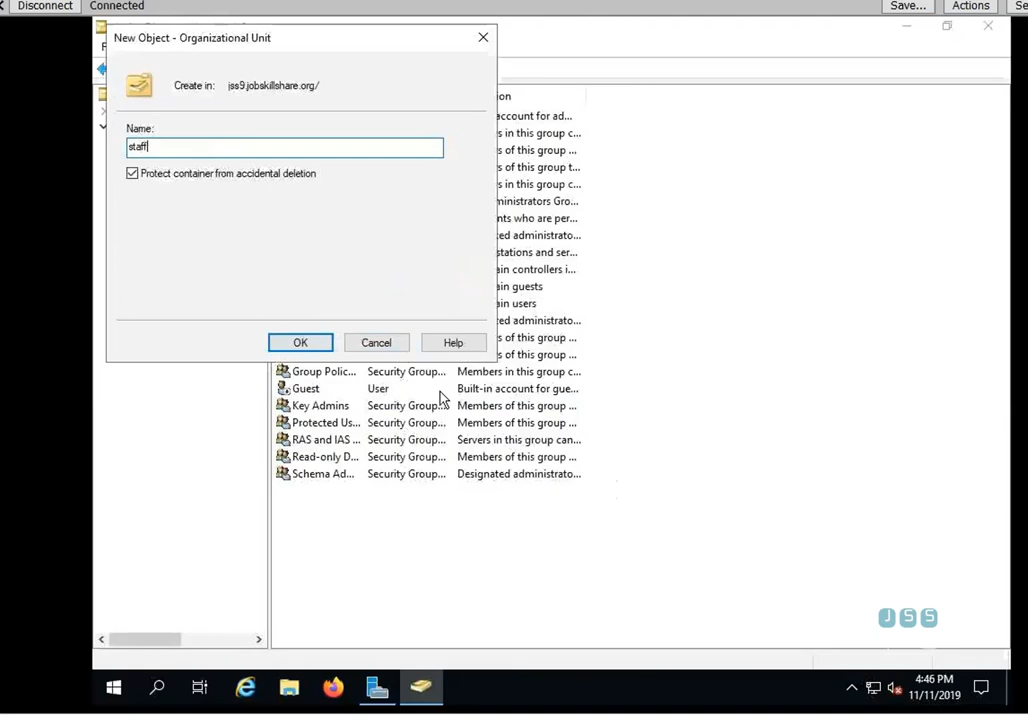 Disconnect Connected Save... Actions Se
New Object - Organizational Unit
F
Create in: jss9.jobskillshare.org/
Name:
staff
Protect container from accidental deletion
OK Cancel Help
ion
account for ad...
s in this group c...
s of this group ...
s of this group t...
s in this group c...
ministrators Gro...
nts who are per...
ed administrato...
stations and ser...
ain controllers i...
ain guests
ain users
ed administrato...
s of this group ...
s of this group ...
Group Polic... Security Group... Members in this group c...
Guest User Built-in account for gue...
Key Admins Security Group... Members of this group ...
Protected Us... Security Group... Members of this group ...
RAS and IAS ... Security Group... Servers in this group can...
Read-only D... Security Group... Members of this group ...
Schema Ad... Security Group... Designated administrato...
JSS
4:46 PM
11/11/2019